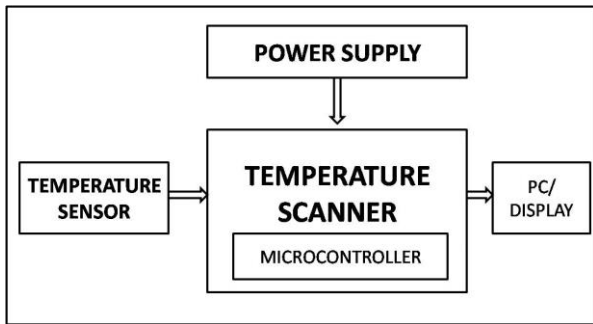 POWER SUPPLY
TEMPERATURE
SENSOR
TEMPERATURE
SCANNER
MICROCONTROLLER
PC/
DISPLAY